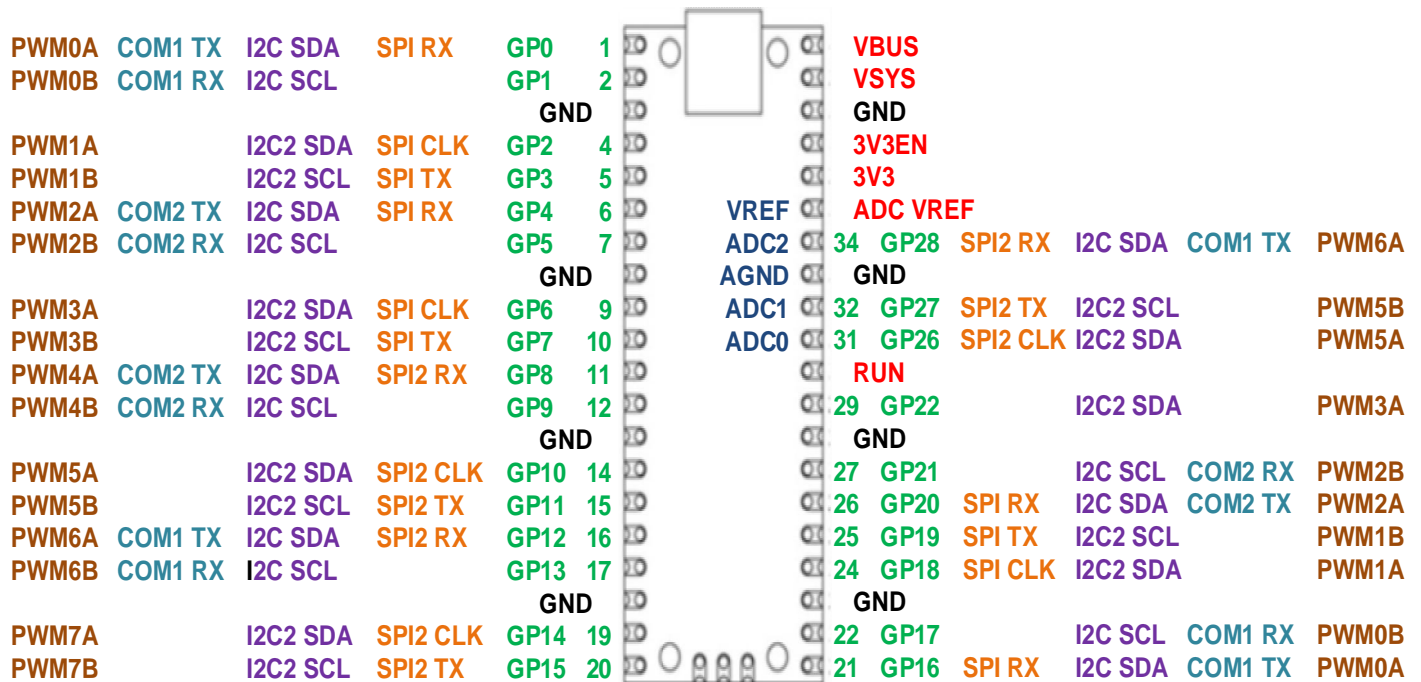 PWM0A COM1 TX I2C SDA SPI RX GP0 1 VBUS
PWM0B COM1 RX I2C SCL GP1 2 VSYS
GND GND
PWM1A I2C2 SDA SPI CLK GP2 4 3V3EN
PWM1B I2C2 SCL SPI TX GP3 5 3V3
PWM2A COM2 TX I2C SDA SPI RX GP4 6 VREF ADC VREF
PWM2B COM2 RX I2C SCL GP5 7 ADC2 34 GP28 SPI2 RX I2C SDA COM1 TX PWM6A
GND AGND GND
PWM3A I2C2 SDA SPI CLK GP6 9 ADC1 32 GP27 SPI2 TX I2C2 SCL PWM5B
PWM3B I2C2 SCL SPI TX GP7 10 ADC0 31 GP26 SPI2 CLK I2C2 SDA PWM5A
PWM4A COM2 TX I2C SDA SPI2 RX GP8 11 RUN
PWM4B COM2 RX I2C SCL GP9 12 29 GP22 I2C2 SDA PWM3A
GND GND
PWM5A I2C2 SDA SPI2 CLK GP10 14 27 GP21 I2C SCL COM2 RX PWM2B
PWM5B I2C2 SCL SPI2 TX GP11 15 26 GP20 SPI RX I2C SDA COM2 TX PWM2A
PWM6A COM1 TX I2C SDA SPI2 RX GP12 16 25 GP19 SPI TX I2C2 SCL PWM1B
PWM6B COM1 RX I2C SCL GP13 17 24 GP18 SPI CLK I2C2 SDA PWM1A
GND GND
PWM7A I2C2 SDA SPI2 CLK GP14 19 22 GP17 I2C SCL COM1 RX PWM0B
PWM7B I2C2 SCL SPI2 TX GP15 20 21 GP16 SPI RX I2C SDA COM1 TX PWM0A